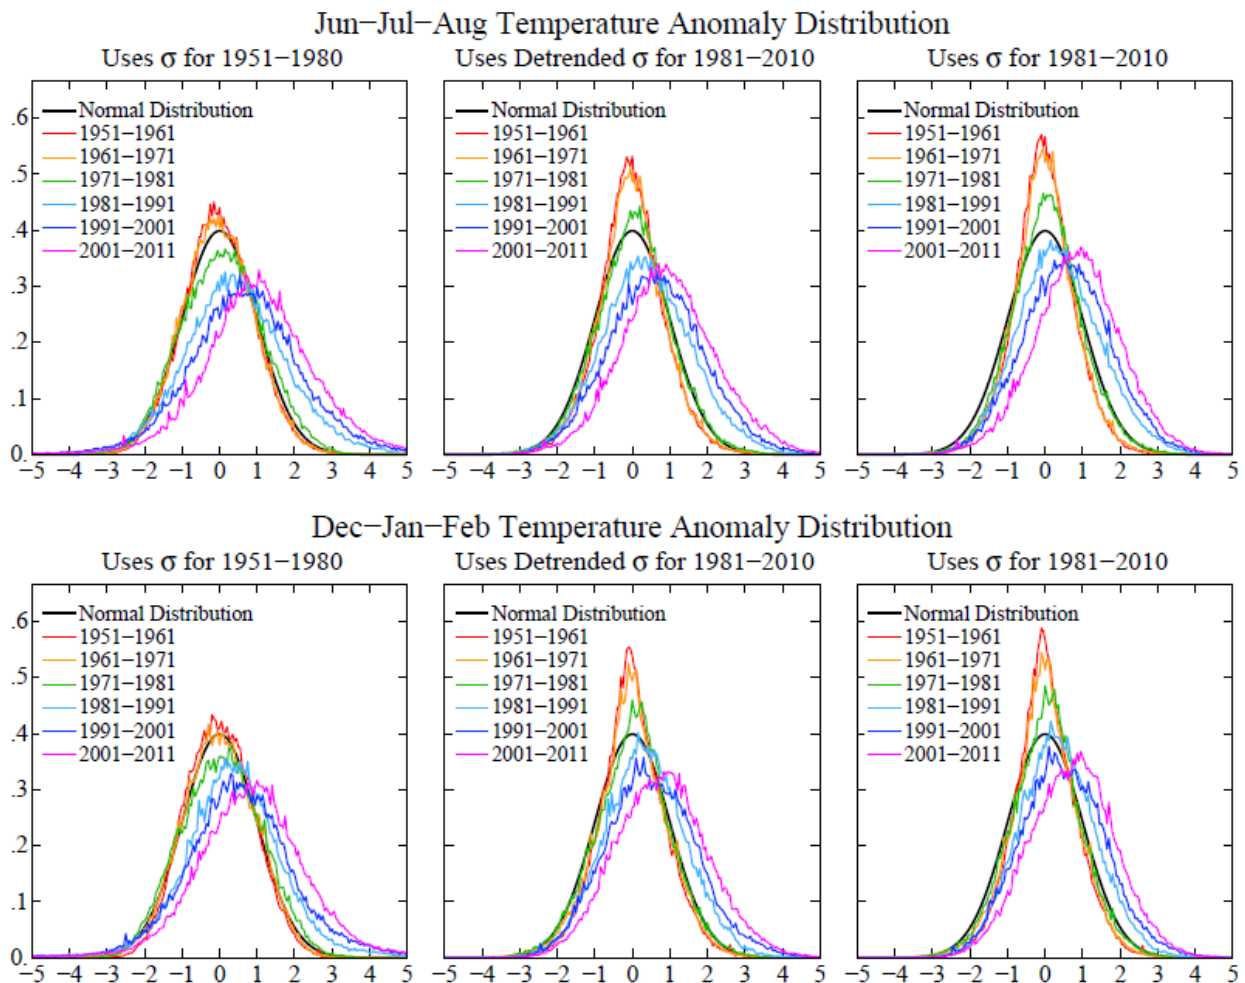 Jun−Jul−Aug Temperature Anomaly Distribution
Uses σ for 1951−1980
Uses Detrended σ for 1981−2010
Uses σ for 1981−2010
.6
.5
.4
.3
.2
.1
0.
Normal Distribution
1951−1961
1961−1971
1971−1981
1981−1991
1991−2001
2001−2011
−5 −4 −3 −2 −1 0 1 2 3 4 5
Normal Distribution
1951−1961
1961−1971
1971−1981
1981−1991
1991−2001
2001−2011
−5 −4 −3 −2 −1 0 1 2 3 4 5
Normal Distribution
1951−1961
1961−1971
1971−1981
1981−1991
1991−2001
2001−2011
−5 −4 −3 −2 −1 0 1 2 3 4 5
Dec−Jan−Feb Temperature Anomaly Distribution
Uses σ for 1951−1980
Uses Detrended σ for 1981−2010
Uses σ for 1981−2010
.6
.5
.4
.3
.2
.1
0.
Normal Distribution
1951−1961
1961−1971
1971−1981
1981−1991
1991−2001
2001−2011
−5 −4 −3 −2 −1 0 1 2 3 4 5
Normal Distribution
1951−1961
1961−1971
1971−1981
1981−1991
1991−2001
2001−2011
−5 −4 −3 −2 −1 0 1 2 3 4 5
Normal Distribution
1951−1961
1961−1971
1971−1981
1981−1991
1991−2001
2001−2011
−5 −4 −3 −2 −1 0 1 2 3 4 5